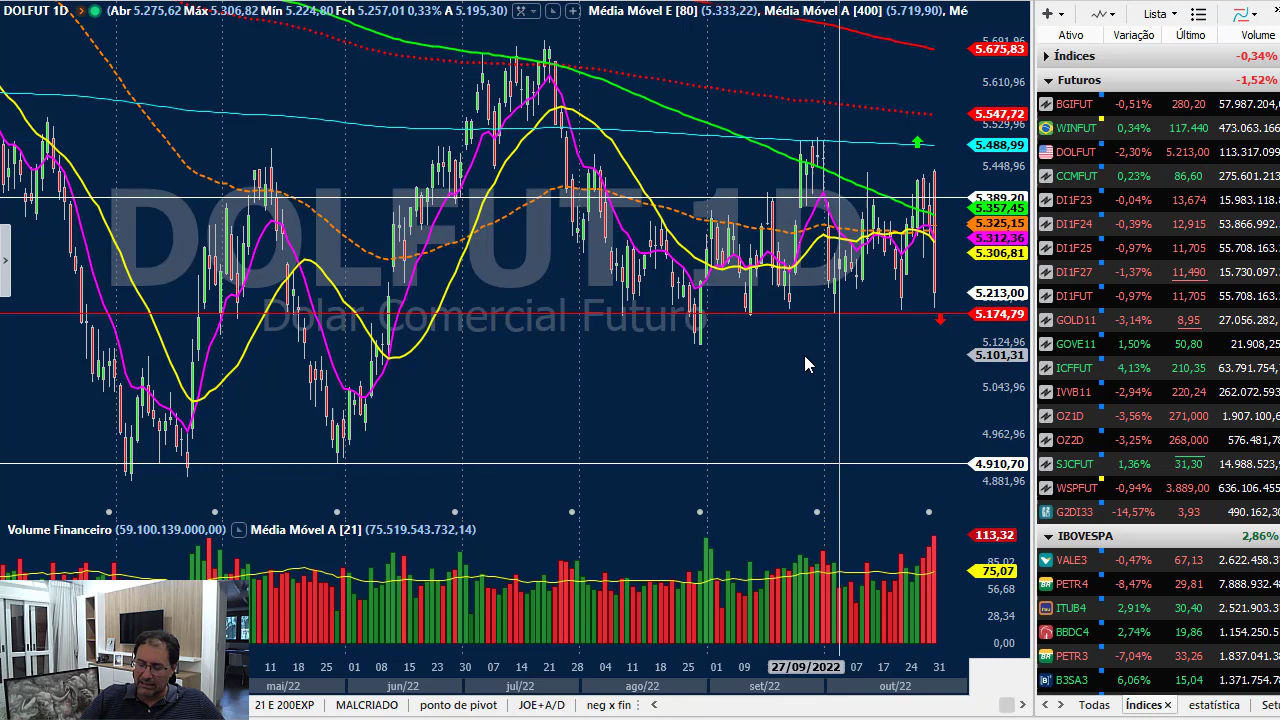 DOLFUT 1D (Abr 5.275,62 Máx 5.306,82 Mín 5.224,80 Fch 5.257,01 0,33% A 5.195,30) Média Móvel E [80] (5.333,22), Média Móvel A [400] (5.719,90), Mé
5.691,96
5.675,83
5.610,96
5.547,72
5.529,96
5.488,99
5.448,96
5.389,20
5.357,45
5.325,15
5.312,36
5.306,81
5.213,00
5.174,79
5.124,96
5.101,31
5.043,96
4.962,96
4.910,70
4.881,96
DOLFUT 1D
Dólar Comercial Futuro
Volume Financeiro (59.100.139.000,00) Média Móvel A [21] (75.519.543.732,14)
113,32
85,02
75,07
56,68
28,34
0,00
11 18 25 01 08 15 22 30 07 14 21 28 08 11 18 25 01 09 27/09/2022 07 17 24 31
mai/22 jun/22 jul/22 ago/22 set/22 out/22
21 E 200EXP MALCRIADO ponto de pivot JOE+A/D neg x fin
Lista
Ativo Variação Último Volume
Índices -0,34%
Futuros -1,52%
BGIFUT -0,51% 280,20 57.987.204,0
WINFUT 0,34% 117.440 473.063.166
DOLFUT -2,30% 5.213,00 113.317.099
COMFUT 0,23% 86,60 275.601.213
DI1F23 -0,04% 13,674 15.983.118.8
DI1F24 -0,39% 12,915 53.664.992.
DI1F25 -0,97% 11,705 55.708.163.
DI1F27 -1,37% 11,490 15.730.097.
DI1FUT -0,97% 11,705 55.708.163.
GOLD11 -3,14% 8,95 27.056.282,
GOVE11 1,50% 50,80 21.908,25
ICFFUT 4,13% 210,35 63.791.754,
IWVB11 -2,94% 220,24 262.072.593
OZ1D -3,56% 271,000 1.907.100,6
OZ2D -3,25% 268,000 576.481,78
SJCFUT 1,36% 31,30 14.988.523,9
WSPFUT -0,94% 3.889,00 636.106.455
G2DI33 -14,57% 3,93 490.162,30
IBOVESPA 2,86%
VALE3 -0,47% 67,13 2.622.458.3
PETR4 -8,47% 29,81 7.888.932.4
ITUB4 2,91% 30,40 2.521.903.5
BBDC4 2,74% 19,86 1.154.250.5
PETR3 -7,04% 33,26 1.837.041.3
B3SA3 6,06% 15,04 1.371.754.7
Todas Índices estatística Set